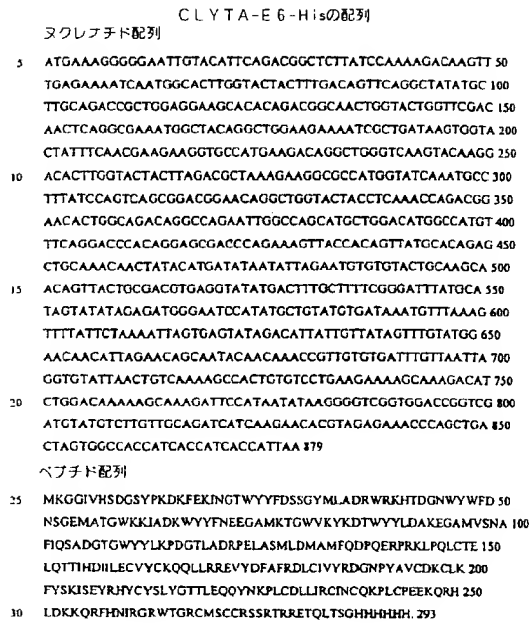 CLYTA-E6-Hisの配列
ヌクレオチド配列
5 ATGAAAGGGGGAATTGTACATTCAGACGGCTCTTATCCAAAAGACAAGTT 50
TGAGAAAATCAATGGCACTTGGTACTACTTTGACAGTTCAGGCTATATGC 100
TTGCAGACCGCTGGAGGAAGCACACAGACGGCAACTGGTACTGGTTCGAC 150
AACTCAGGCGAAATGGCTACAGGCTGGAAGAAAATCGCTGATAAGTGGTA 200
CTATTTCAACGAAGAAGGTGCCATGAAGACAGGCTGGGTCAAGTACAAGG 250
10 ACACTTGGTACTACTTAGACGCTAAAGAAGGCGCCATGGTATCAAATGCC 300
TTTATCCAGTCAGCGGACGGAACAGGCTGGTACTACCTCAAACCAGACGG 350
AACACTGGCAGACAGGCCAGAATTGGCCAGCATGCTGGACATGGCCATGT 400
TTCAGGACCCACAGGAGCGACCCAGAAAGTTACCACAGTTATGCACAGAG 450
CTGCAAACAACTATACATGATATAATATTAGAATGTGTGTACTGCAAGCA 500
15 ACAGTTACTGCGACGTGAGGTATATGACTTTGCTTTTCGGGATTTATGCA 550
TAGTATATAGAGATGGGAATCCATATGCTGTATGTGATAAATGTTTAAAG 600
TTTTATTCTAAAATTAGTGAGTATAGACATTATTGTTATAGTTTGTATGG 650
AACAACATTAGAACAGCAATACAACAAACCGTTGTGTGATTTGTTAATTA 700
GGTGTATTAACTGTCAAAAGCCACTGTGTCCTGAAGAAAAGCAAAGACAT 750
20 CTGGACAAAAAGCAAAGATTCCATAATATAAGGGGTCGGTGGACCGGTCG 800
ATGTATGTCTTGTTGCAGATCATCAAGAACACGTAGAGAAACCCAGCTGA 850
CTAGTGGCCACCATCACCATCACCATTAA 879
ペプチド配列
25 MKGGIVHSDGSYPKDKFEKINGTWYYFDSSGYMLADRWRKHTDGNWYWFD 50
NSGEMATGWKKIADKWYYFNEEGAMKTGWVKYKDTWYYLDAKEGAMVSNA 100
FIQSADGTGWYYLKPDGTLADRPELASMLDMAMFQDPQERPRKLPQLCTE 150
LQTTIHDIILECVYCKQQLLRREVYDFAFRDLCIVYRDGNPYAVCDKCLK 200
FYSKISEYRHYCYSLYGTTLEQQYNKPLCDLLIRCINCQKPLCPEEKQRH 250
30 LDKKQRFHNIRGRWTGRCMSCCRSSRTRRETQLTSGHHHHHH. 293